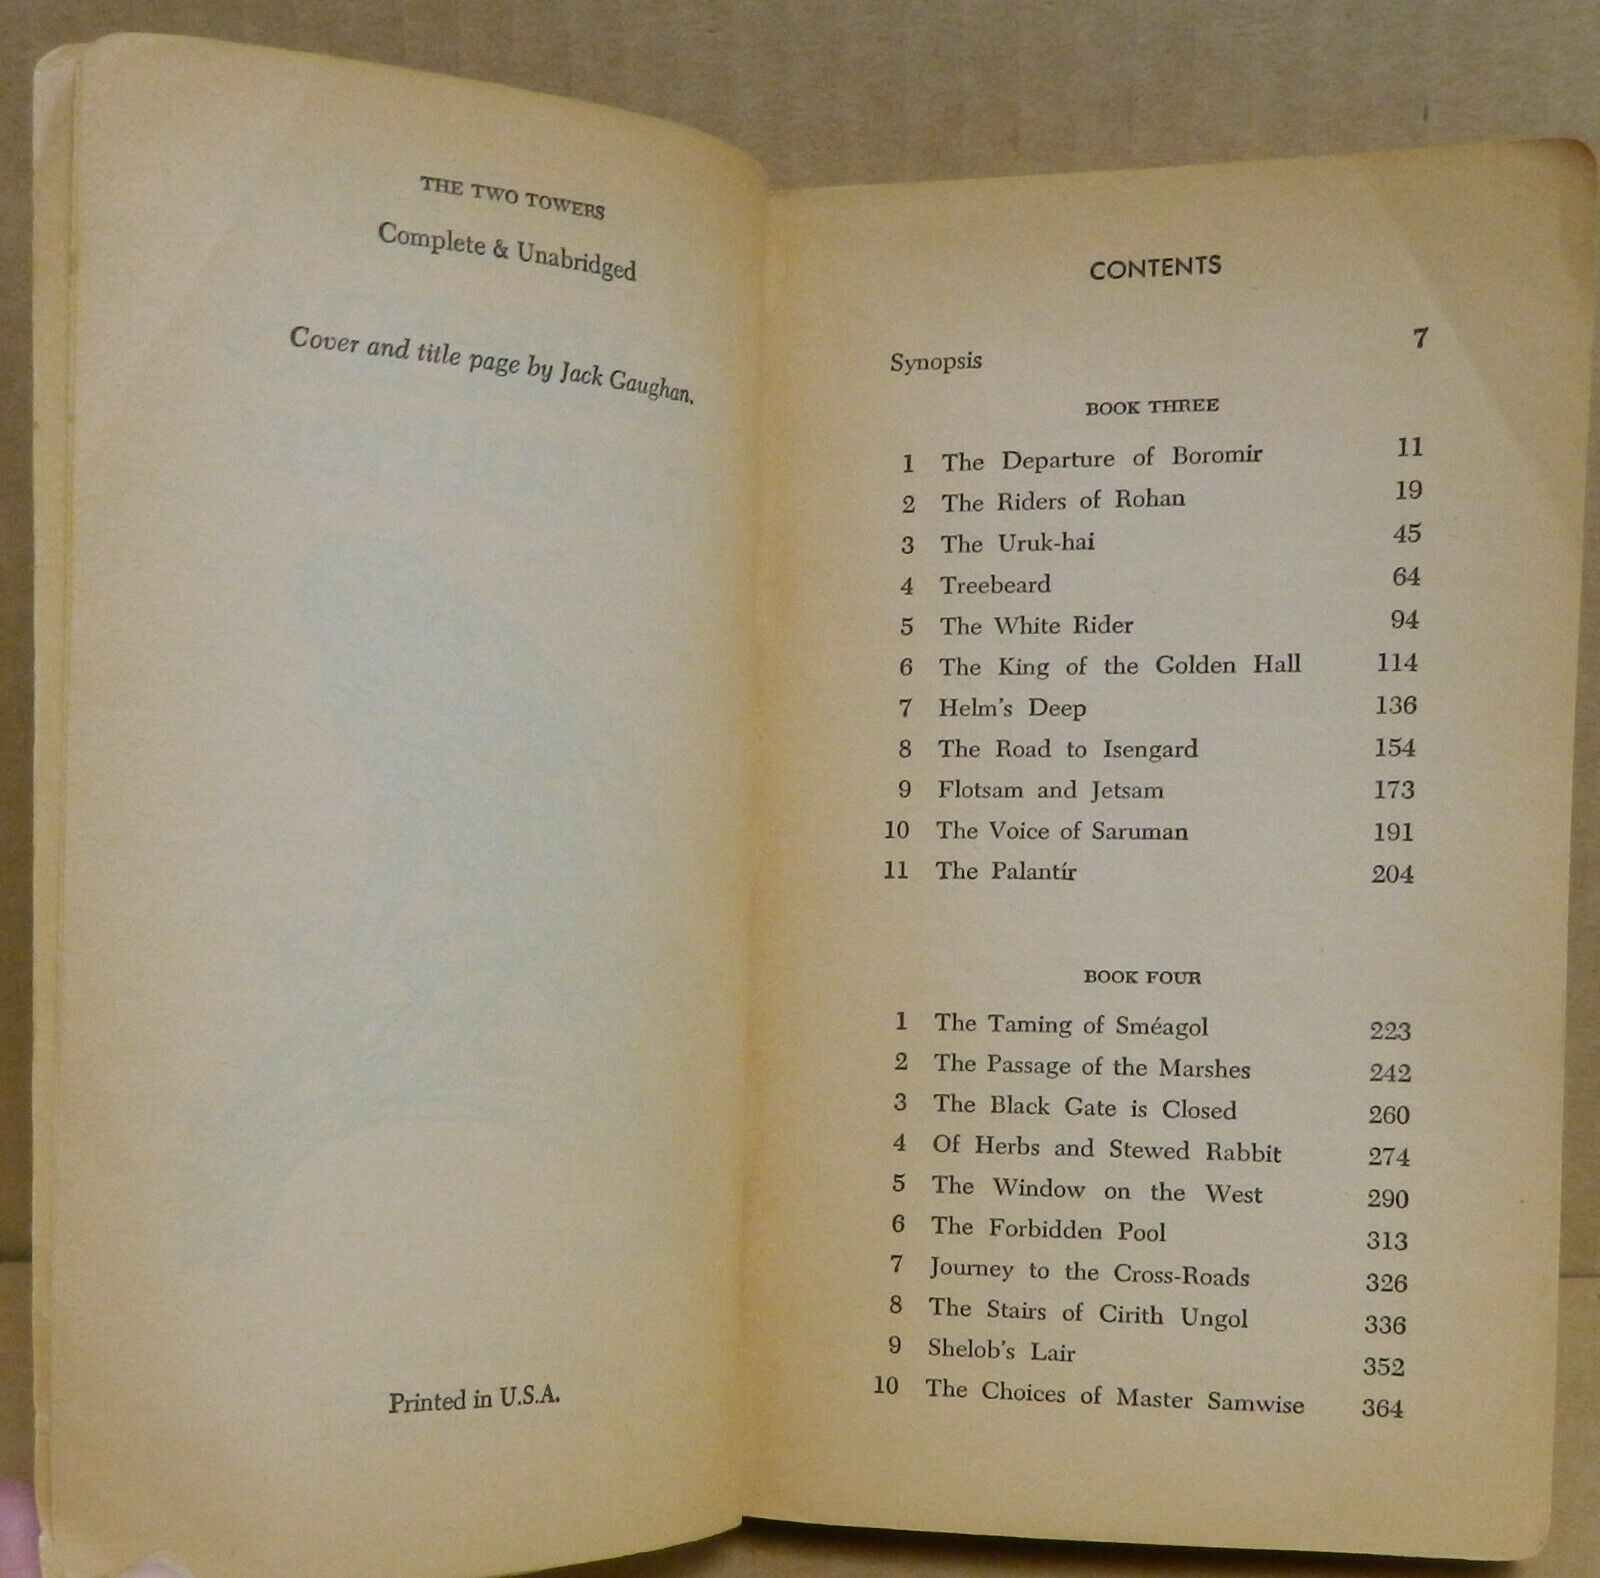 THE TWO TOWERS
Complete & Unabridged
Cover and title page by Jack Gaughan.
Printed in U.S.A.
CONTENTS
Synopsis 7
BOOK THREE
1 The Departure of Boromir 11
2 The Riders of Rohan 19
3 The Uruk-hai 45
4 Treebeard 64
5 The White Rider 94
6 The King of the Golden Hall 114
7 Helm's Deep 136
8 The Road to Isengard 154
9 Flotsam and Jetsam 173
10 The Voice of Saruman 191
11 The Palantír 204
BOOK FOUR
1 The Taming of Sméagol 223
2 The Passage of the Marshes 242
3 The Black Gate is Closed 260
4 Of Herbs and Stewed Rabbit 274
5 The Window on the West 290
6 The Forbidden Pool 313
7 Journey to the Cross-Roads 326
8 The Stairs of Cirith Ungol 336
9 Shelob's Lair 352
10 The Choices of Master Samwise 364